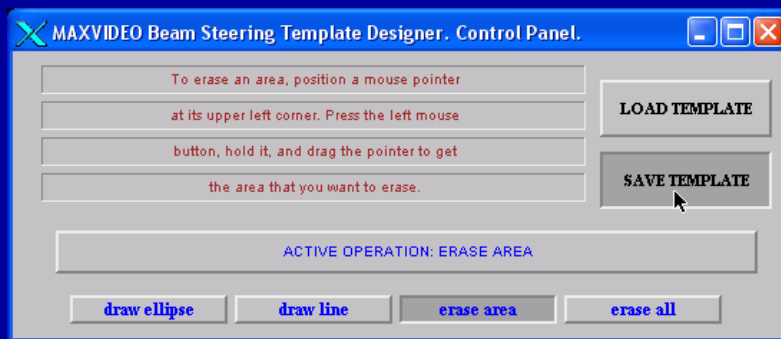 MAXVIDEO Beam Steering Template Designer. Control Panel.
To erase an area, position a mouse pointer
at its upper left corner. Press the left mouse
button, hold it, and drag the pointer to get
the area that you want to erase.
LOAD TEMPLATE
SAVE TEMPLATE
ACTIVE OPERATION: ERASE AREA
draw ellipse draw line erase area erase all